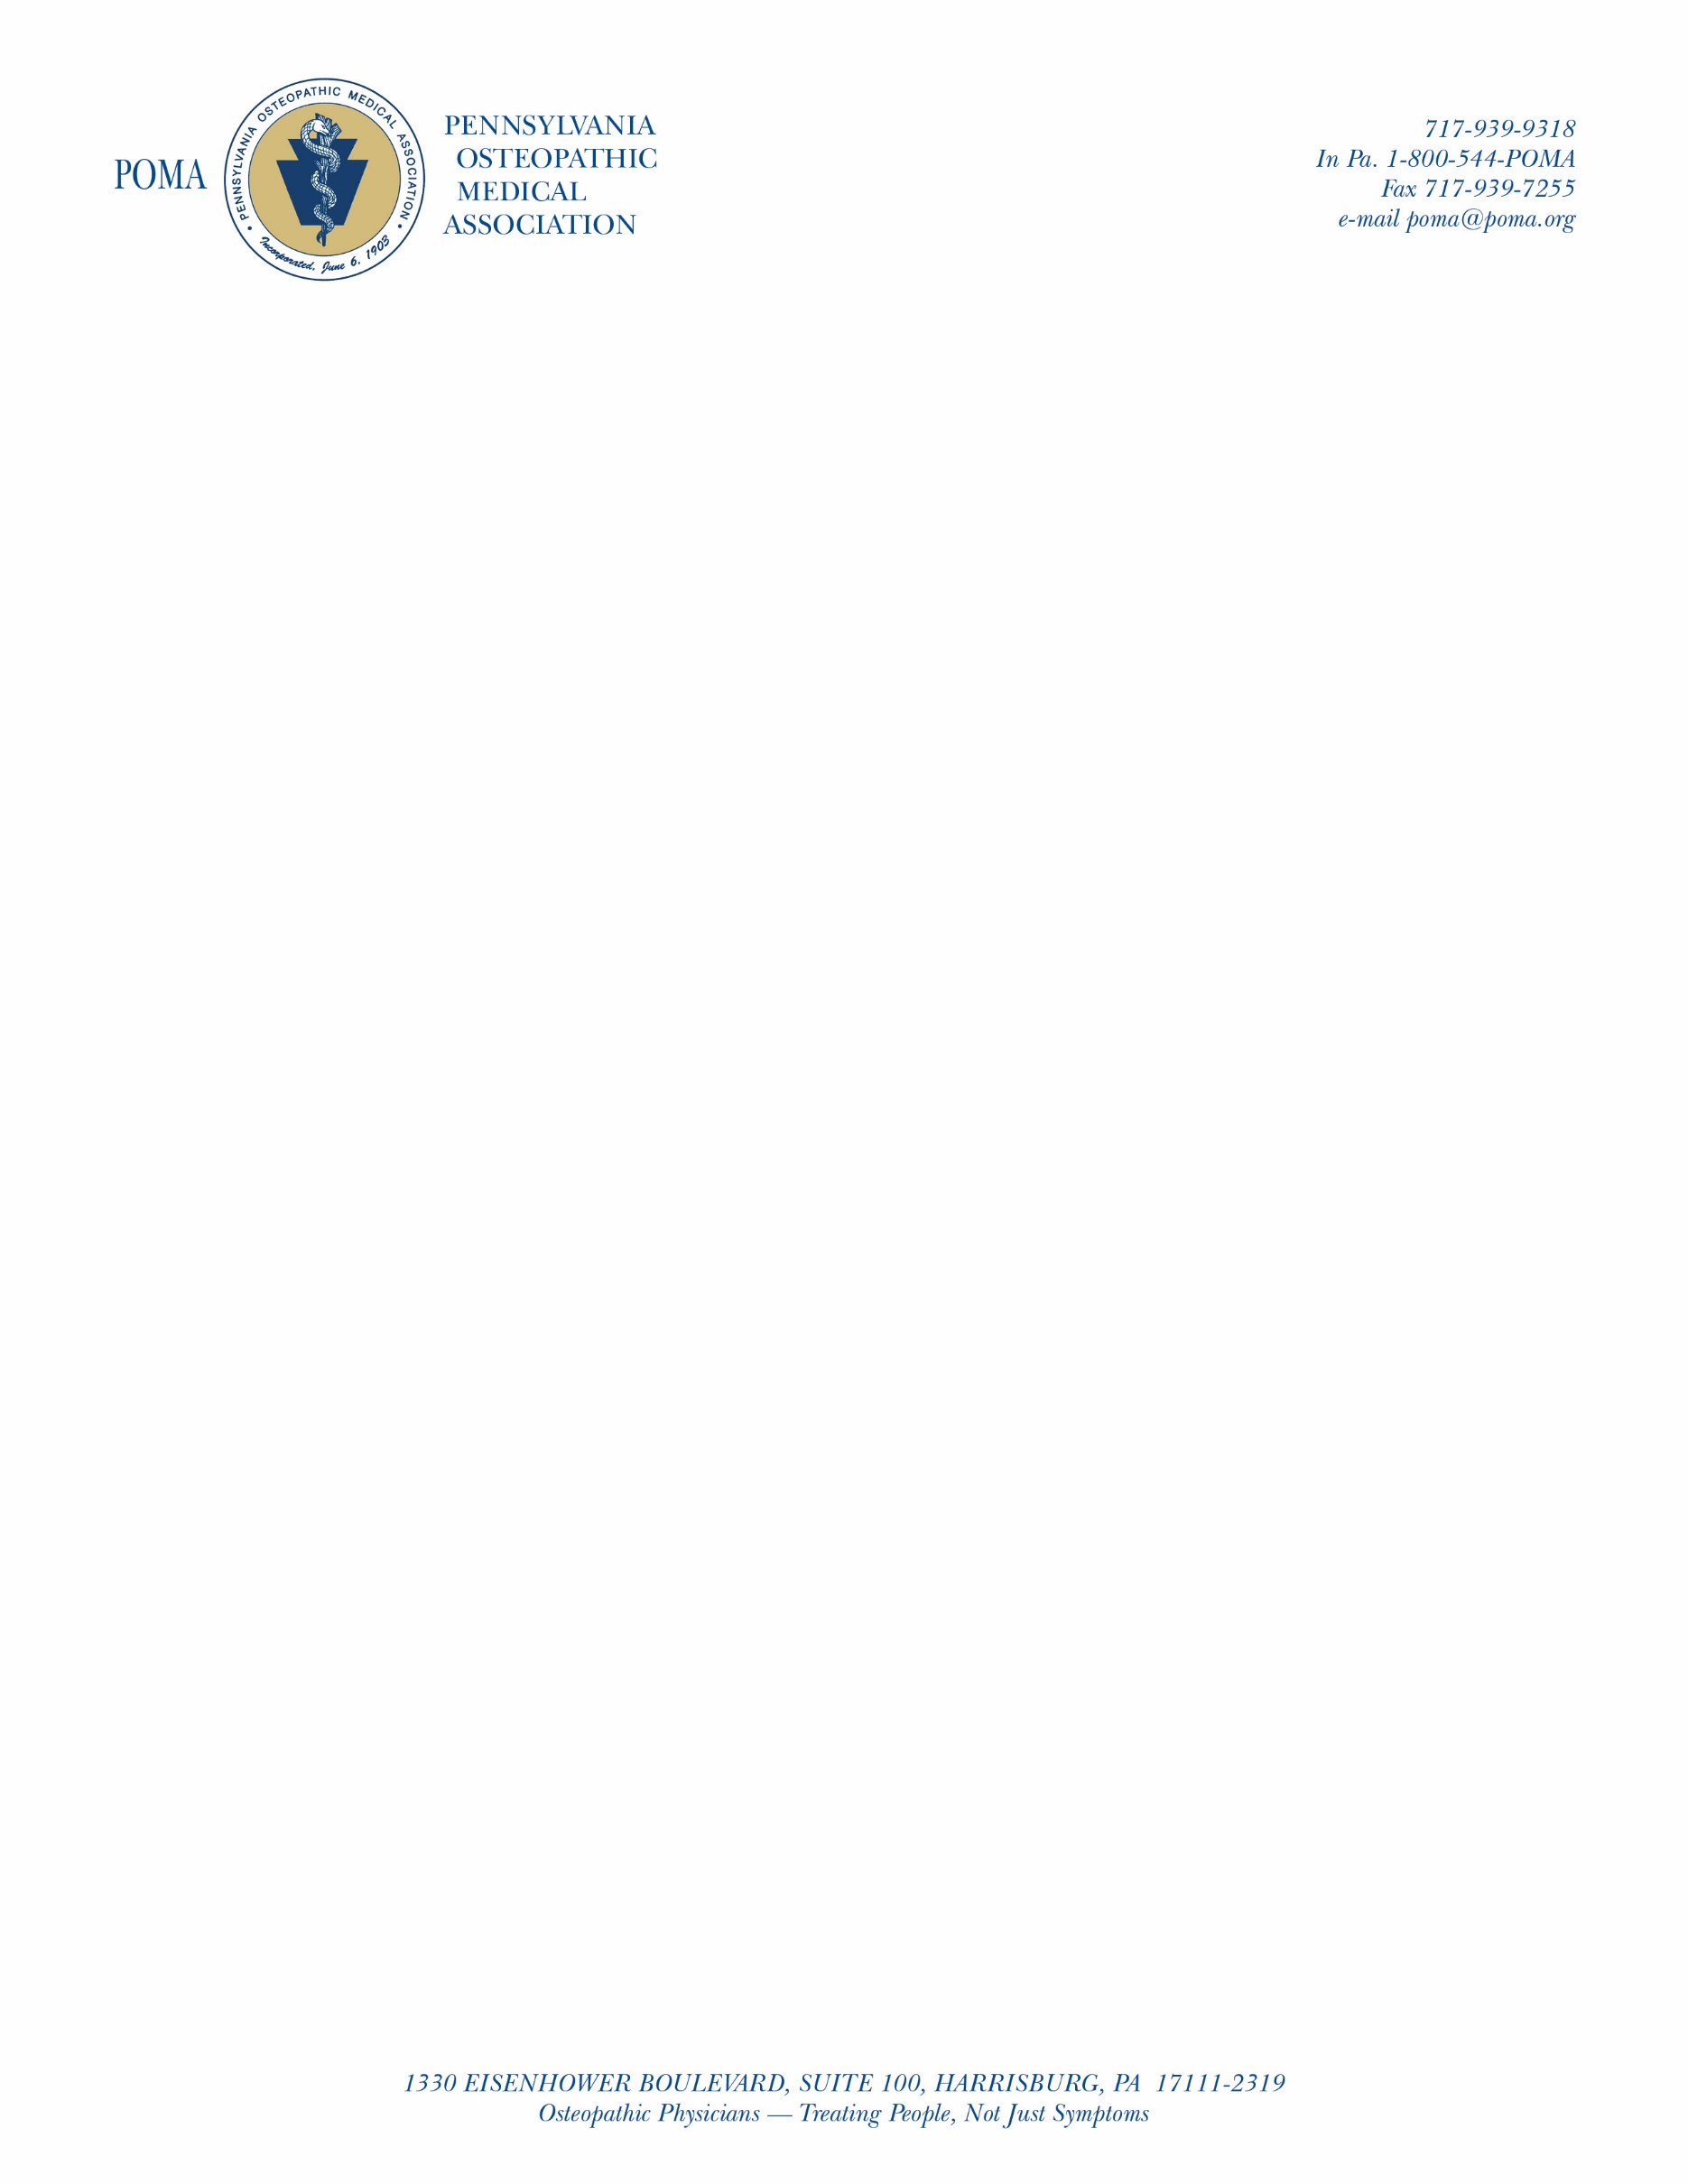 POMA
PENNSYLVANIA OSTEOPATHIC MEDICAL ASSOCIATION
Incorporated, June 6, 1903
PENNSYLVANIA
OSTEOPATHIC
MEDICAL
ASSOCIATION
717-939-9318
In Pa. 1-800-544-POMA
Fax 717-939-7255
e-mail poma@poma.org
1330 EISENHOWER BOULEVARD, SUITE 100, HARRISBURG, PA 17111-2319
Osteopathic Physicians — Treating People, Not Just Symptoms